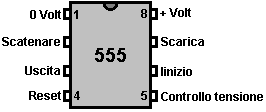 0 Volt 1 8 + Volt
Scatenare Scarica
555
Uscita Iinizio
Reset 4 5 Controllo tensione